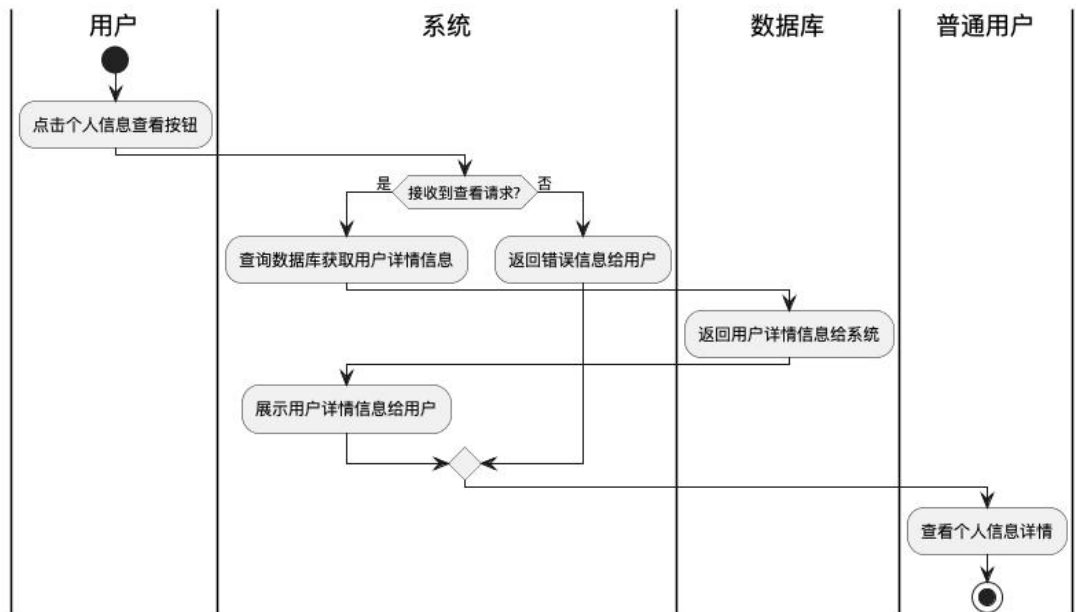 用户
系统
数据库
普通用户
点击个人信息查看按钮
是
接收到查看请求?
否
查询数据库获取用户详情信息
返回错误信息给用户
返回用户详情信息给系统
展示用户详情信息给用户
查看个人信息详情